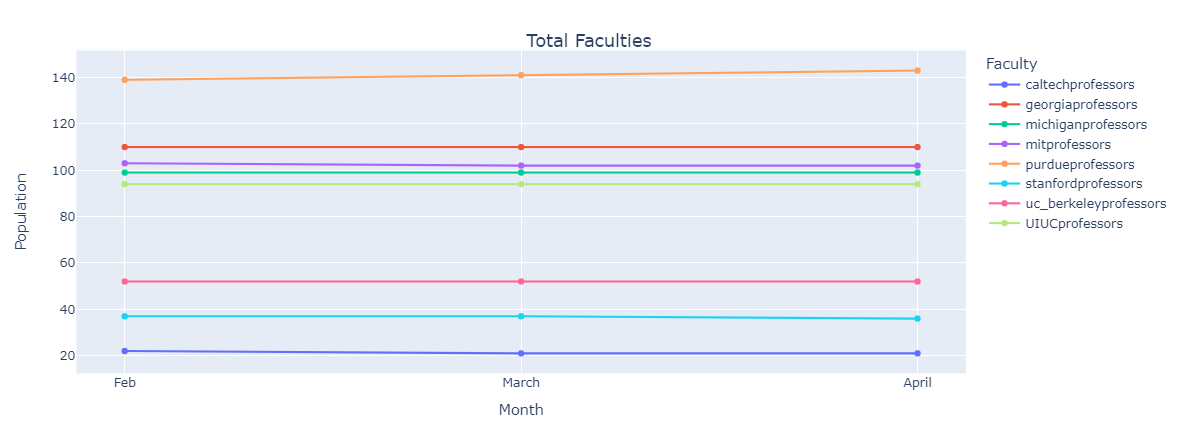 Total Faculties
Population
140
120
100
80
60
40
20
Feb
March
April
Month
Faculty
caltechprofessors
georgiaprofessors
michiganprofessors
mitprofessors
purdueprofessors
stanfordprofessors
uc_berkeleyprofessors
UIUCprofessors